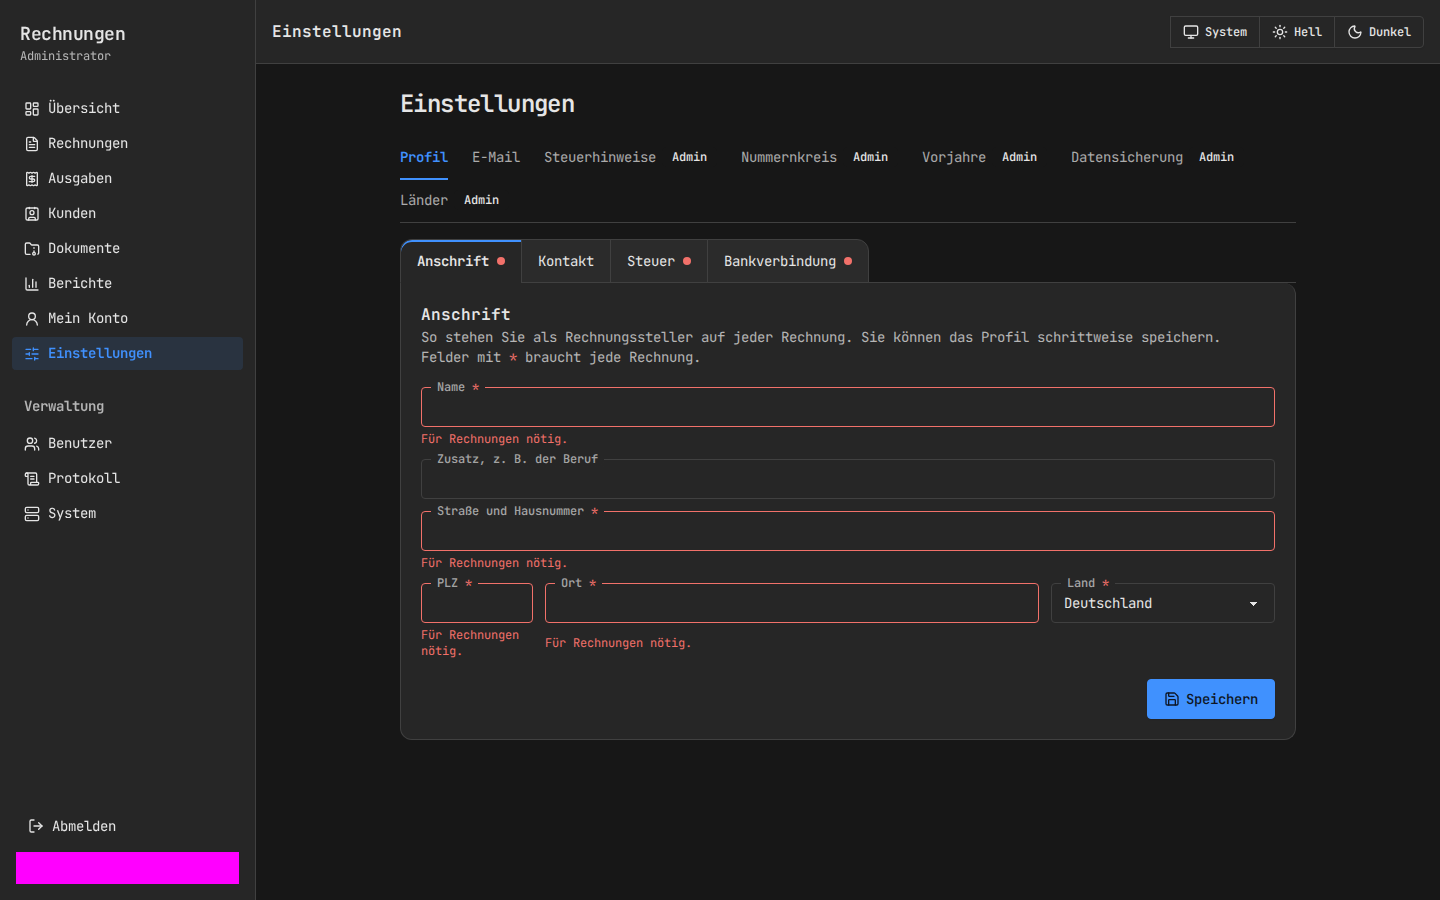 Rechnungen
Administrator
Übersicht
Rechnungen
Ausgaben
Kunden
Dokumente
Berichte
Mein Konto
Einstellungen
Verwaltung
Benutzer
Protokoll
System
Abmelden
Einstellungen
System Hell Dunkel
Einstellungen
Profil E-Mail Steuerhinweise Admin Nummernkreis Admin Vorjahre Admin Datensicherung Admin
Länder Admin
Anschrift Kontakt Steuer Bankverbindung
Anschrift
So stehen Sie als Rechnungssteller auf jeder Rechnung. Sie können das Profil schrittweise speichern.
Felder mit * braucht jede Rechnung.
Name *
Für Rechnungen nötig.
Zusatz, z. B. der Beruf
Straße und Hausnummer *
Für Rechnungen nötig.
PLZ * Ort * Land *
Deutschland
Für Rechnungen
nötig.
Für Rechnungen nötig.
Speichern